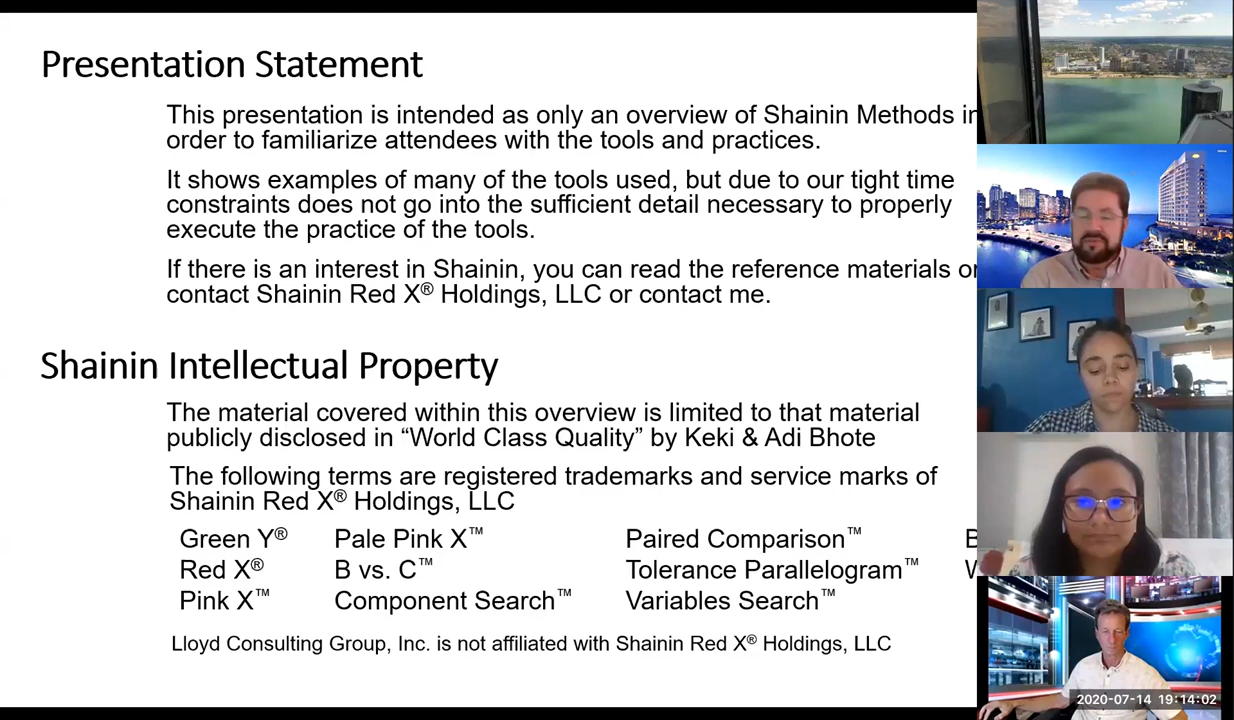 Presentation Statement
This presentation is intended as only an overview of Shainin Methods in
order to familiarize attendees with the tools and practices.
It shows examples of many of the tools used, but due to our tight time
constraints does not go into the sufficient detail necessary to properly
execute the practice of the tools.
If there is an interest in Shainin, you can read the reference materials or
contact Shainin Red X® Holdings, LLC or contact me.
Shainin Intellectual Property
The material covered within this overview is limited to that material
publicly disclosed in “World Class Quality” by Keki & Adi Bhote
The following terms are registered trademarks and service marks of
Shainin Red X® Holdings, LLC
Green Y® Pale Pink X™ Paired Comparison™
Red X® B vs. C™ Tolerance Parallelogram™
Pink X™ Component Search™ Variables Search™
Lloyd Consulting Group, Inc. is not affiliated with Shainin Red X® Holdings, LLC
2020-07-14 19:14:02